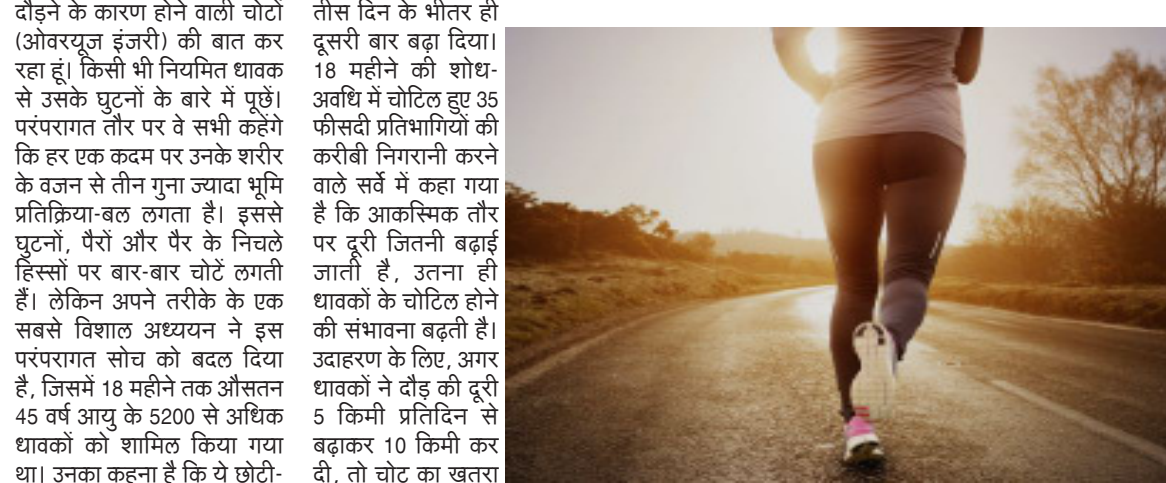 दौड़ने के कारण होने वाली चोटों
(ओवरयूज इंजरी) की बात कर
रहा हूं। किसी भी नियमित धावक
से उसके घुटनों के बारे में पूछें।
परंपरागत तौर पर वे सभी कहेंगे
कि हर एक कदम पर उनके शरीर
के वजन से तीन गुना ज्यादा भूमि
प्रतिक्रिया-बल लगता है। इससे
घुटनों, पैरों और पैर के निचले
हिस्सों पर बार-बार चोटें लगती
हैं। लेकिन अपने तरीके के एक
सबसे विशाल अध्ययन ने इस
परंपरागत सोच को बदल दिया
है, जिसमें 18 महीने तक औसतन
45 वर्ष आयु के 5200 से अधिक
धावकों को शामिल किया गया
था। उनका कहना है कि ये छोटी-
तीस दिन के भीतर ही
दूसरी बार बढ़ा दिया।
18 महीने की शोध-
अवधि में चोटिल हुए 35
फीसदी प्रतिभागियों की
करीबी निगरानी करने
वाले सर्वे में कहा गया
है कि आकस्मिक तौर
पर दूरी जितनी बढ़ाई
जाती है, उतना ही
धावकों के चोटिल होने
की संभावना बढ़ती है।
उदाहरण के लिए, अगर
धावकों ने दौड़ की दूरी
5 किमी प्रतिदिन से
बढ़ाकर 10 किमी कर
दी, तो चोट का खतरा